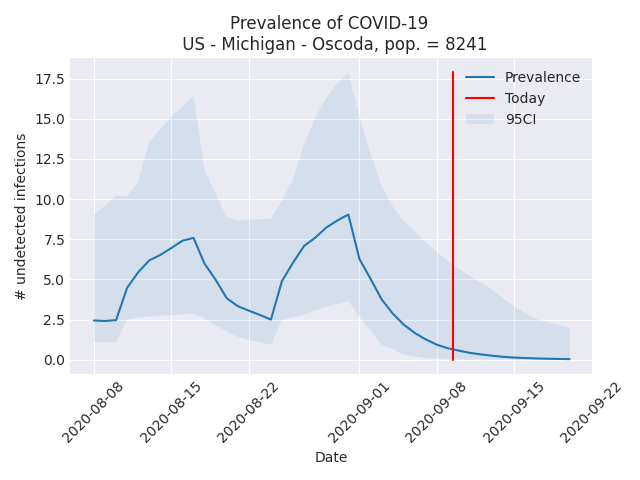 Prevalence of COVID-19
US - Michigan - Oscoda, pop. = 8241
17.5
15.0
12.5
10.0
7.5
5.0
2.5
0.0
# undetected infections
Prevalence
Today
95CI
2020-08-08
2020-08-15
2020-08-22
2020-09-01
2020-09-08
2020-09-15
2020-09-22
Date